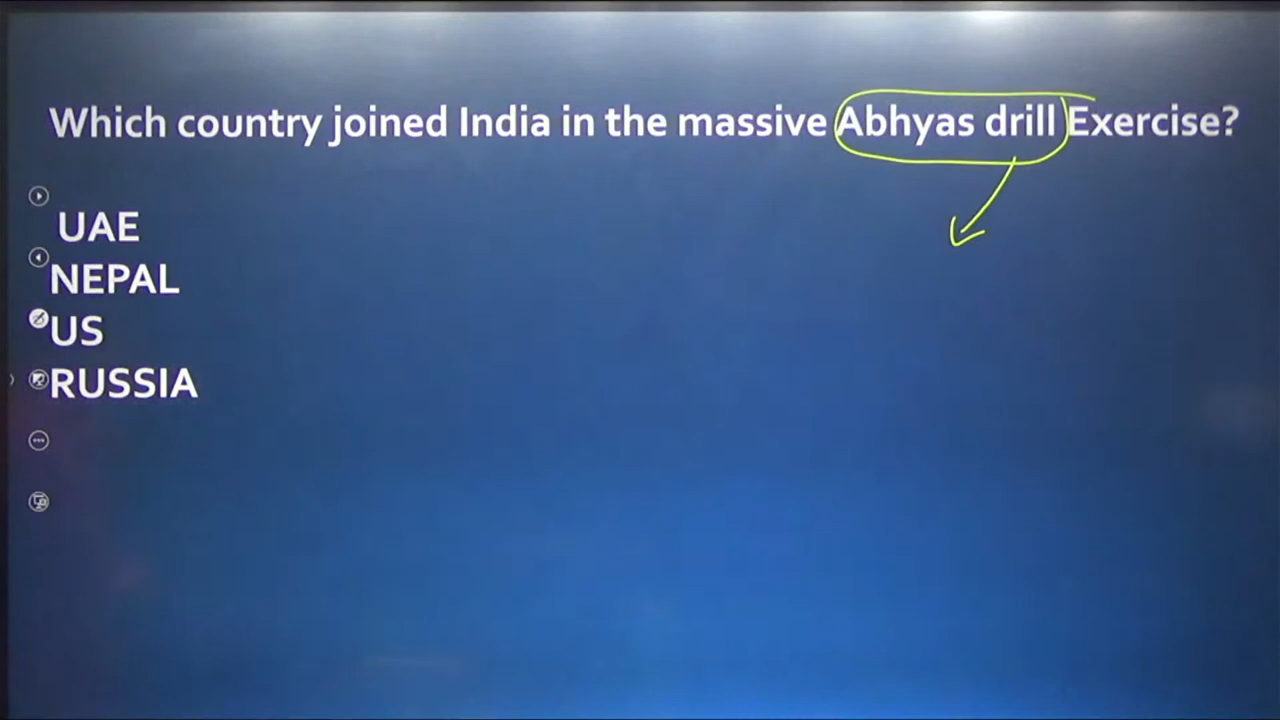 Which country joined India in the massive Abhyas drill Exercise?
UAE
NEPAL
US
RUSSIA